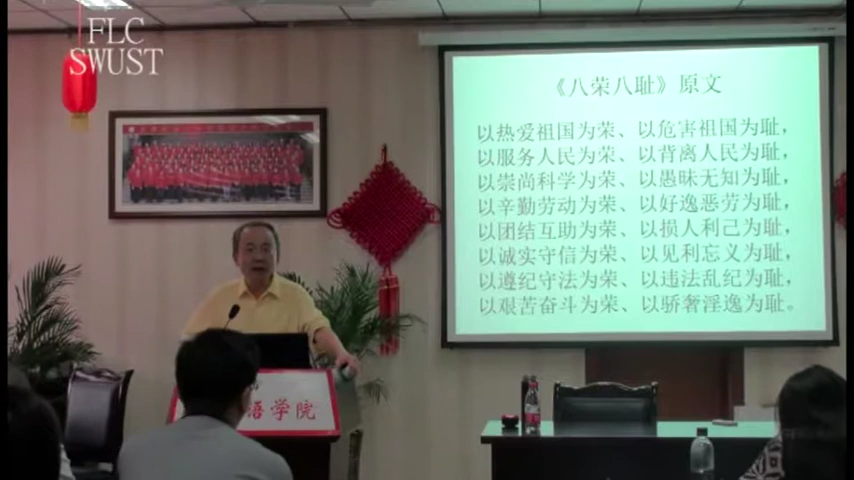 FLC
SWUST
《八荣八耻》原文
以热爱祖国为荣、以危害祖国为耻,
以服务人民为荣、以背离人民为耻,
以崇尚科学为荣、以愚昧无知为耻,
以辛勤劳动为荣、以好逸恶劳为耻,
以团结互助为荣、以损人利己为耻,
以诚实守信为荣、以见利忘义为耻,
以遵纪守法为荣、以违法乱纪为耻,
以艰苦奋斗为荣、以骄奢淫逸为耻。
语学院